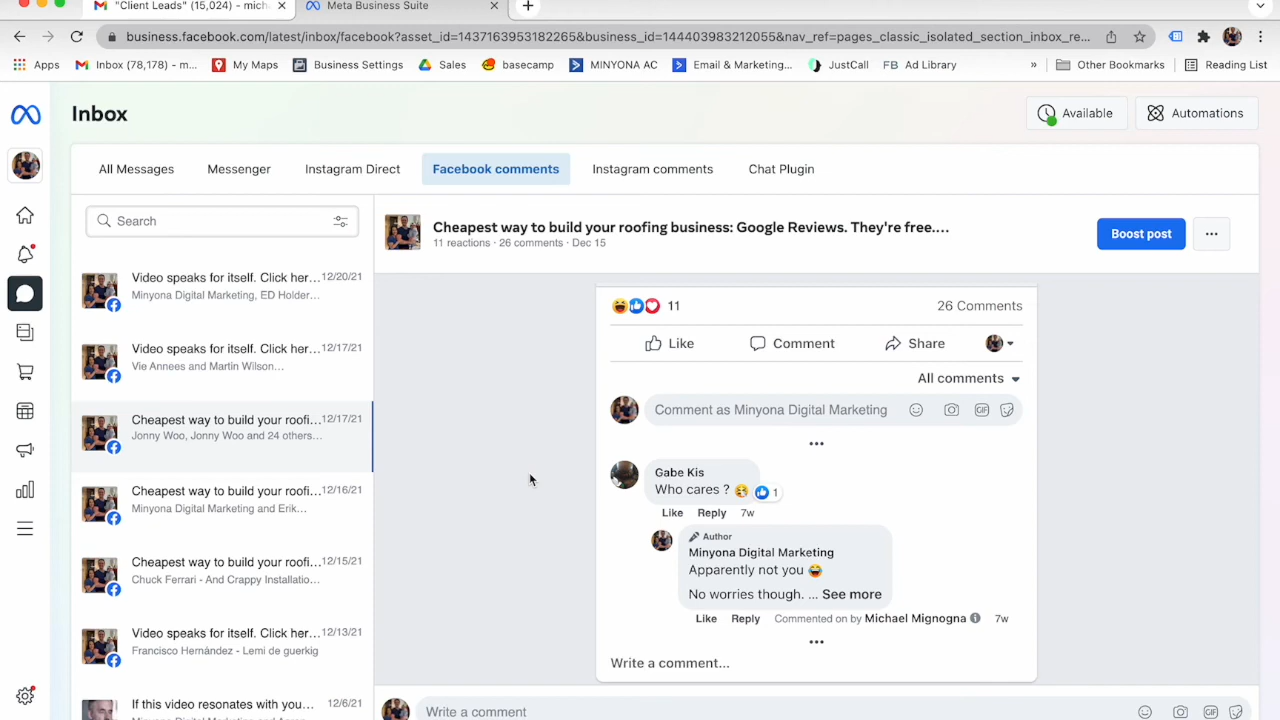 "Client Leads" (15,024) - mich
Meta Business Suite
business.facebook.com/latest/inbox/facebook?asset_id=1437163953182265&business_id=144403983212055&nav_ref=pages_classic_isolated_section_inbox_re...
Apps
Inbox (78,178) - m...
My Maps
Business Settings
Sales
basecamp
MINYONA AC
Email & Marketing...
JustCall
FB Ad Library
»
Other Bookmarks
Reading List
Inbox
Available
Automations
All Messages
Messenger
Instagram Direct
Facebook comments
Instagram comments
Chat Plugin
Search
Video speaks for itself. Click her... 12/20/21
Minyona Digital Marketing, ED Holder...
Video speaks for itself. Click her... 12/17/21
Vie Annees and Martin Wilson...
Cheapest way to build your roofi... 12/17/21
Jonny Woo, Jonny Woo and 24 others...
Cheapest way to build your roofi... 12/16/21
Minyona Digital Marketing and Erik...
Cheapest way to build your roofi... 12/15/21
Chuck Ferrari - And Crappy Installatio...
Video speaks for itself. Click her... 12/13/21
Francisco Hernández - Lemi de guerkig
If this video resonates with you... 12/6/21
Cheapest way to build your roofing business: Google Reviews. They're free....
11 reactions · 26 comments · Dec 15
Boost post
...
11
26 Comments
Like
Comment
Share
All comments
Comment as Minyona Digital Marketing
GIF
...
Gabe Kis
Who cares ? 🥱
1
Like Reply 7w
Author
Minyona Digital Marketing
Apparently not you 😂
No worries though. ... See more
Like Reply Commented on by Michael Mignogna 7w
...
Write a comment...
Write a comment
GIF